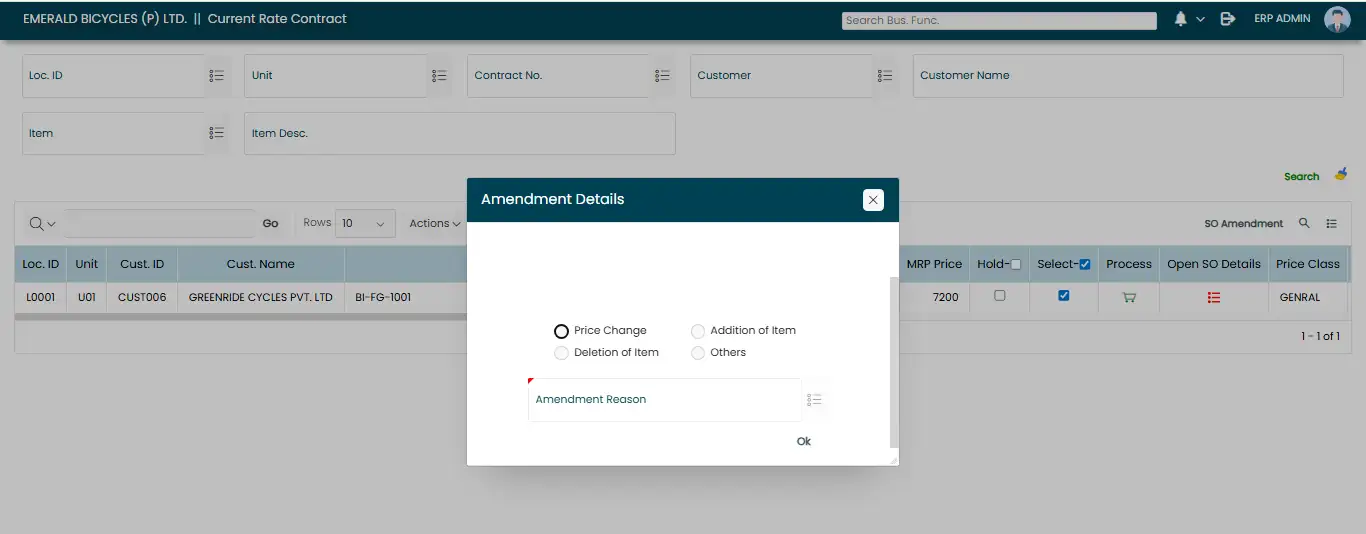 EMERALD BICYCLES (P) LTD. || Current Rate Contract
Search Bus. Func.
ERP ADMIN
Loc. ID
Unit
Contract No.
Customer
Customer Name
Item
Item Desc.
Search
Amendment Details
Go
Rows
10
Actions
SO Amendment
Loc. ID
Unit
Cust. ID
Cust. Name
MRP Price
Hold-
Select-
Process
Open SO Details
Price Class
L0001
U01
CUST006
GREENRIDE CYCLES PVT. LTD
BI-FG-1001
7200
GENRAL
1 - 1 of 1
Price Change
Addition of Item
Deletion of Item
Others
Amendment Reason
Ok